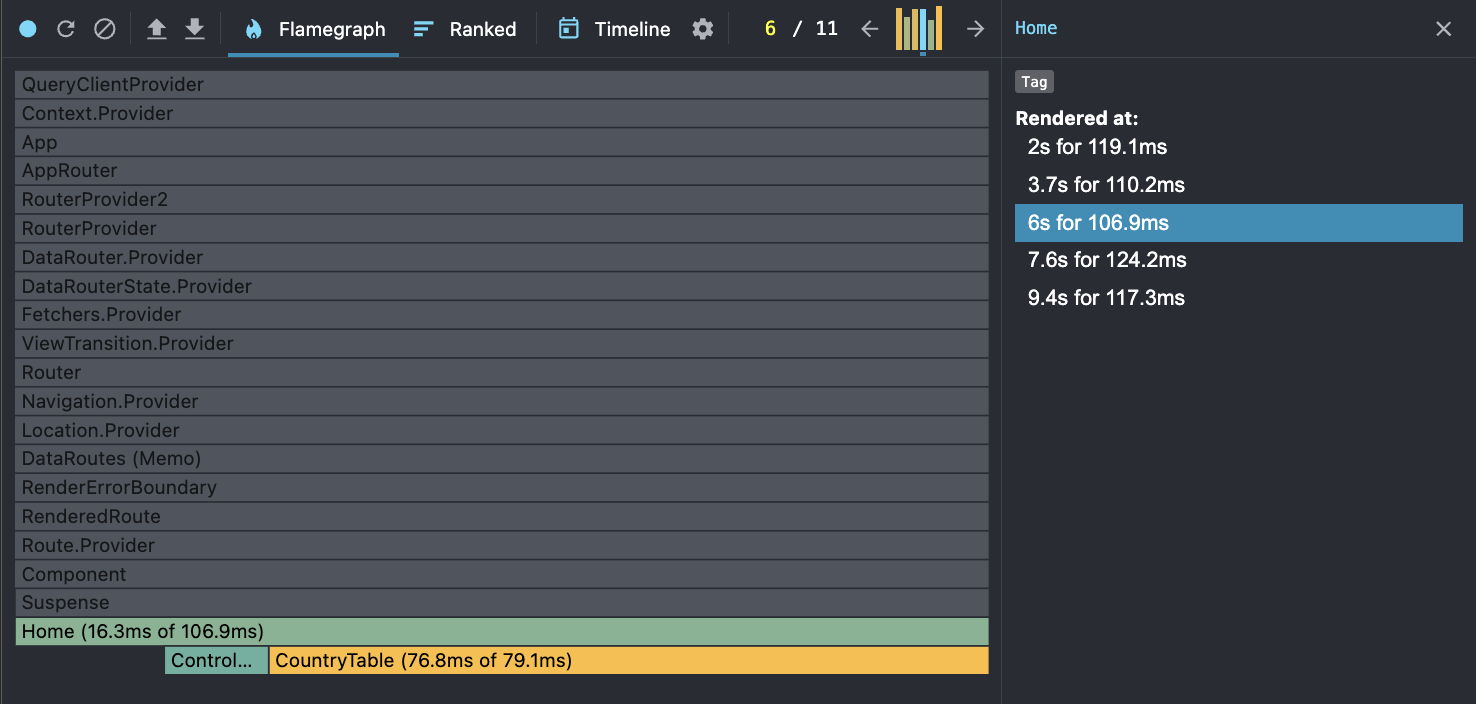 Flamegraph Ranked Timeline 6 / 11
Home
Tag
Rendered at:
2s for 119.1ms
3.7s for 110.2ms
6s for 106.9ms
7.6s for 124.2ms
9.4s for 117.3ms
QueryClientProvider
Context.Provider
App
AppRouter
RouterProvider2
RouterProvider
DataRouter.Provider
DataRouterState.Provider
Fetchers.Provider
ViewTransition.Provider
Router
Navigation.Provider
Location.Provider
DataRoutes (Memo)
RenderErrorBoundary
RenderedRoute
Route.Provider
Component
Suspense
Home (16.3ms of 106.9ms)
Control... CountryTable (76.8ms of 79.1ms)